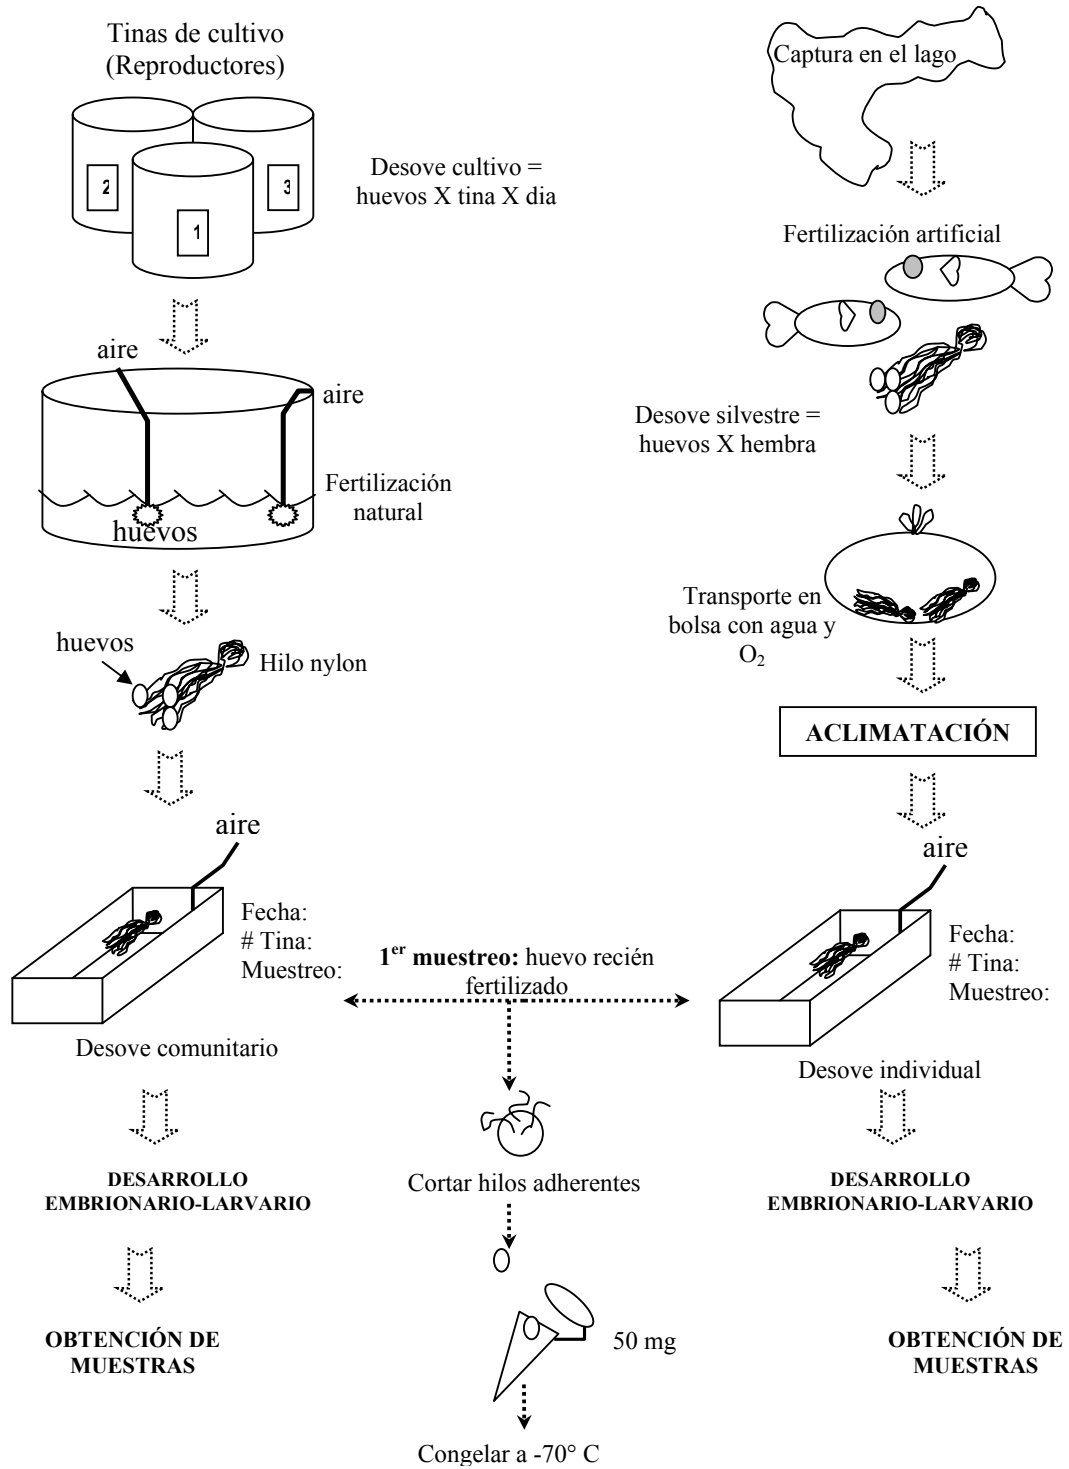 Tinas de cultivo
(Reproductores)
2
3
1
Desove cultivo =
huevos X tina X dia
aire
aire
Fertilización
natural
huevos
huevos
Hilo nylon
aire
Fecha:
# Tina:
Muestreo:
Desove comunitario
DESARROLLO
EMBRIONARIO-LARVARIO
OBTENCIÓN DE
MUESTRAS
1er muestreo: huevo recién
fertilizado
Cortar hilos adherentes
50 mg
Congelar a -70° C
Captura en el lago
Fertilización artificial
Desove silvestre =
huevos X hembra
Transporte en
bolsa con agua y
O2
ACLIMATACIÓN
aire
Fecha:
# Tina:
Muestreo:
Desove individual
DESARROLLO
EMBRIONARIO-LARVARIO
OBTENCIÓN DE
MUESTRAS